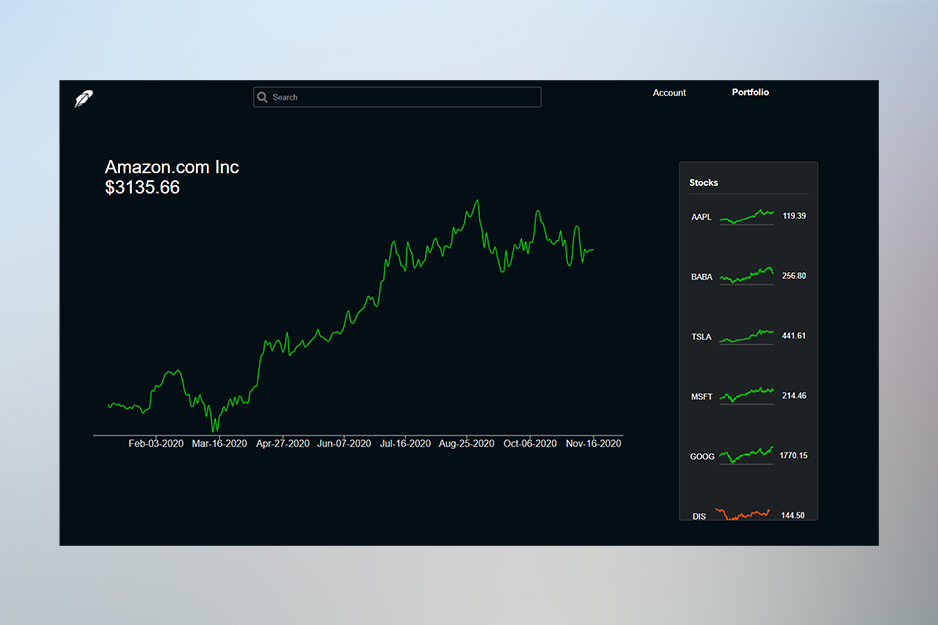 Search
Account
Portfolio
Amazon.com Inc
$3135.66
Feb-03-2020 Mar-16-2020 Apr-27-2020 Jun-07-2020 Jul-16-2020 Aug-25-2020 Oct-06-2020 Nov-16-2020
Stocks
AAPL 119.39
BABA 256.80
TSLA 441.61
MSFT 214.46
GOOG 1770.15
DIS 144.50